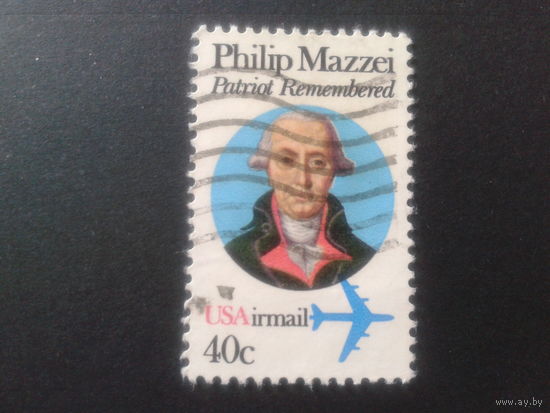 Philip Mazzei
Patriot Remembered
USAirmail
40c
www.ay.by